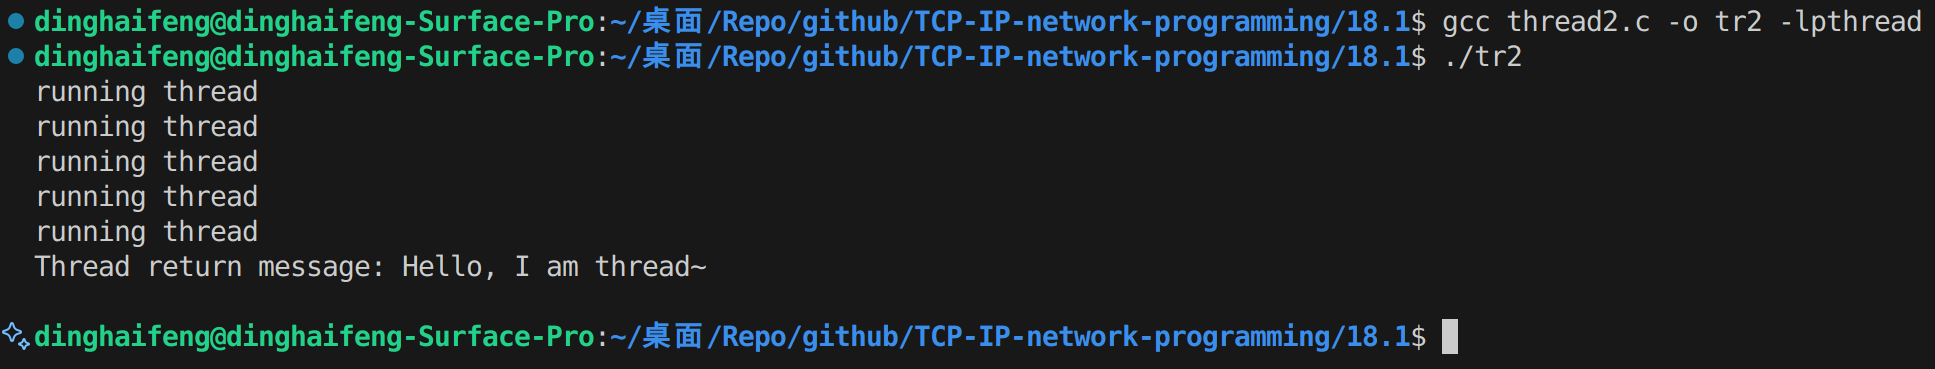 dinghaifeng@dinghaifeng-Surface-Pro:~/桌面/Repo/github/TCP-IP-network-programming/18.1$ gcc thread2.c -o tr2 -lpthread
dinghaifeng@dinghaifeng-Surface-Pro:~/桌面/Repo/github/TCP-IP-network-programming/18.1$ ./tr2
running thread
running thread
running thread
running thread
running thread
Thread return message: Hello, I am thread~
dinghaifeng@dinghaifeng-Surface-Pro:~/桌面/Repo/github/TCP-IP-network-programming/18.1$